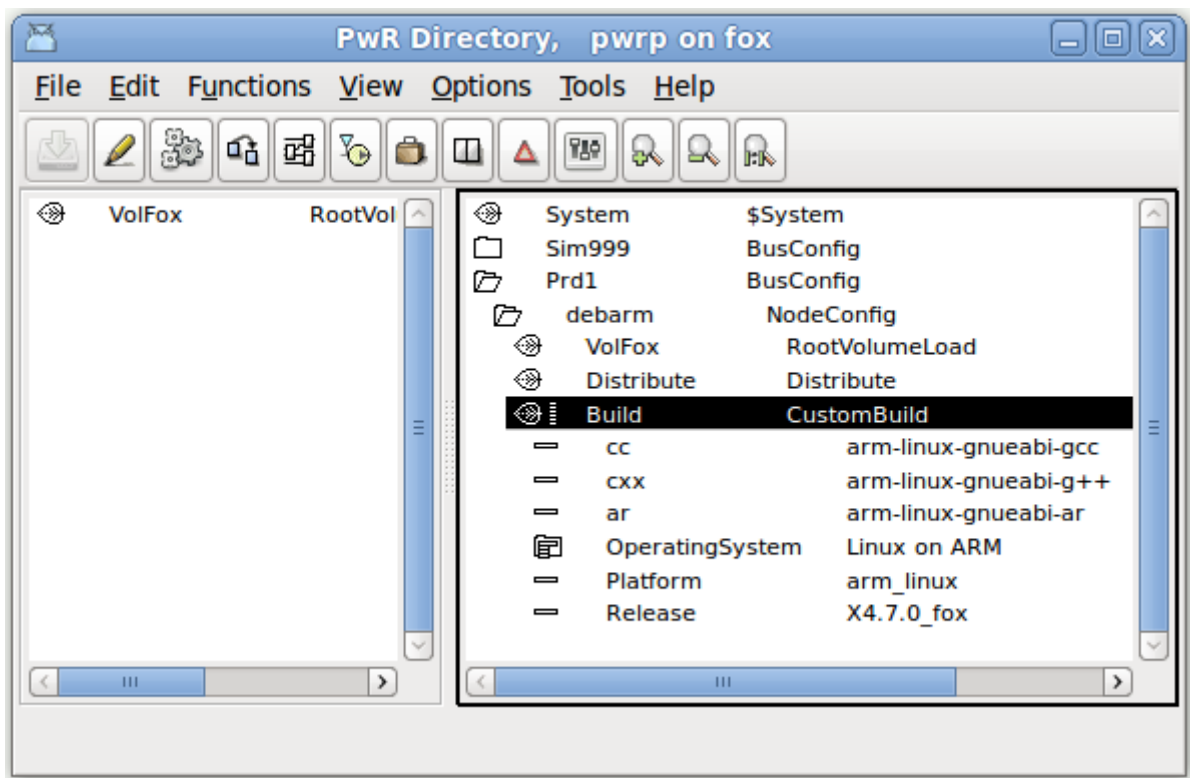 PwR Directory, pwrp on fox
File Edit Functions View Options Tools Help
VolFox RootVol
System $System
Sim999 BusConfig
Prd1 BusConfig
debarm NodeConfig
VolFox RootVolumeLoad
Distribute Distribute
Build CustomBuild
cc arm-linux-gnueabi-gcc
cxx arm-linux-gnueabi-g++
ar arm-linux-gnueabi-ar
OperatingSystem Linux on ARM
Platform arm_linux
Release X4.7.0_fox